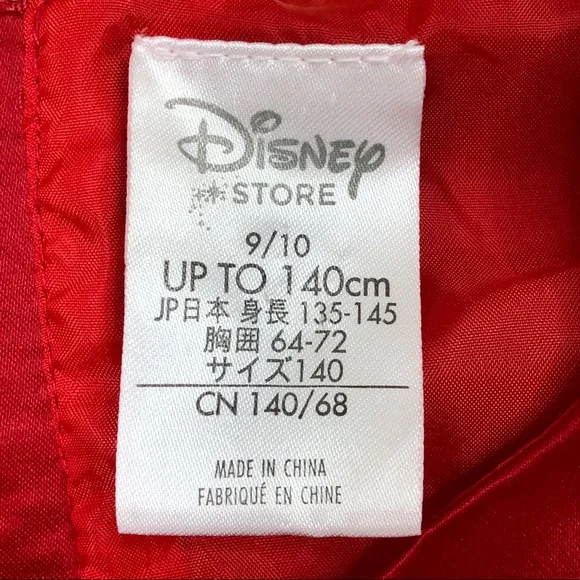 Disney
STORE
9/10
UP TO 140cm
JP日本 身長 135-145
胸囲 64-72
サイズ140
CN 140/68
MADE IN CHINA
FABRIQUÉ EN CHINE